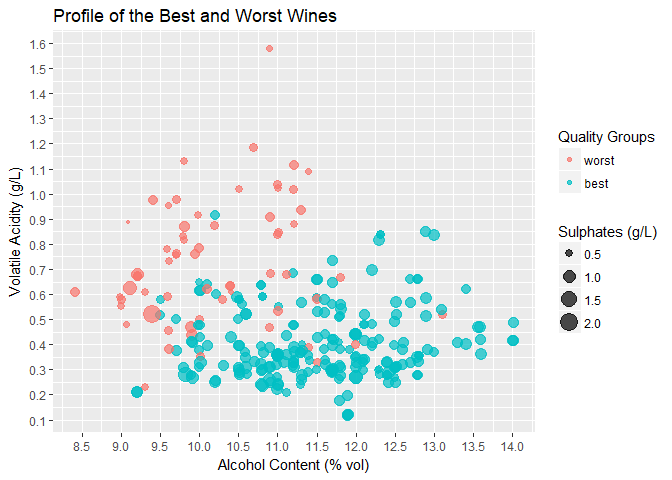 Profile of the Best and Worst Wines
1.6
1.5
1.4
1.3
1.2
1.1
1.0
0.9
0.8
0.7
0.6
0.5
0.4
0.3
0.2
0.1
Volatile Acidity (g/L)
8.5 9.0 9.5 10.0 10.5 11.0 11.5 12.0 12.5 13.0 13.5 14.0
Alcohol Content (% vol)
Quality Groups
worst
best
Sulphates (g/L)
0.5
1.0
1.5
2.0